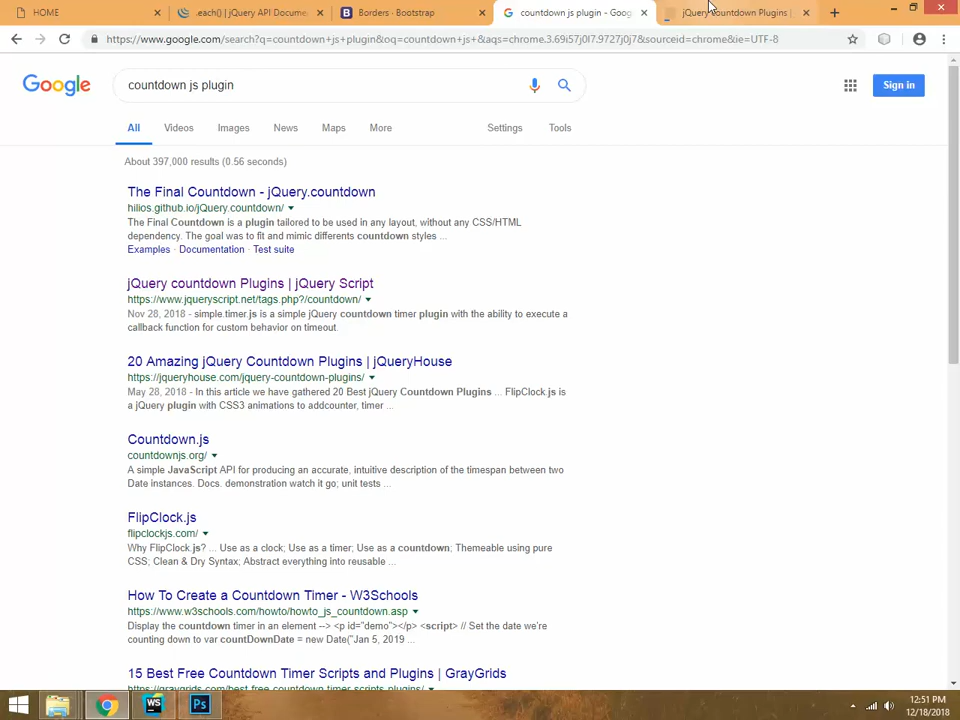 HOME
.each() | jQuery API Docume
Borders · Bootstrap
countdown js plugin - Goog
jQuery countdown Plugins |
https://www.google.com/search?q=countdown+js+plugin&oq=countdown+js+&aqs=chrome.3.69i57j0l7.9727j0j7&sourceid=chrome&ie=UTF-8
Google
countdown js plugin
Sign in
All
Videos
Images
News
Maps
More
Settings
Tools
About 397,000 results (0.56 seconds)
The Final Countdown - jQuery.countdown
hilios.github.io/jQuery.countdown/
The Final Countdown is a plugin tailored to be used in any layout, without any CSS/HTML
dependency. The goal was to fit and mimic differents countdown styles ...
Examples · Documentation · Test suite
jQuery countdown Plugins | jQuery Script
https://www.jqueryscript.net/tags.php?/countdown/
Nov 28, 2018 - simple.timer.js is a simple jQuery countdown timer plugin with the ability to execute a
callback function for custom behavior on timeout.
20 Amazing jQuery Countdown Plugins | jQueryHouse
https://jqueryhouse.com/jquery-countdown-plugins/
May 28, 2018 - In this article we have gathered 20 Best jQuery Countdown Plugins ... FlipClock.js is
a jQuery plugin with CSS3 animations to addcounter, timer ...
Countdown.js
countdownjs.org/
A simple JavaScript API for producing an accurate, intuitive description of the timespan between two
Date instances. Docs. demonstration watch it go; unit tests ...
FlipClock.js
flipclockjs.com/
Why FlipClock.js? ... Use as a clock; Use as a timer; Use as a countdown; Themeable using pure
CSS; Clean & Dry Syntax; Abstract everything into reusable ...
How To Create a Countdown Timer - W3Schools
https://www.w3schools.com/howto/howto_js_countdown.asp
Display the countdown timer in an element --> <p id="demo"></p> <script> // Set the date we're
counting down to var countDownDate = new Date("Jan 5, 2019 ...
15 Best Free Countdown Timer Scripts and Plugins | GrayGrids
https://graygrids.com/best-free-countdown-timer-scripts-plugins/
WS
Ps
12:51 PM
12/18/2018